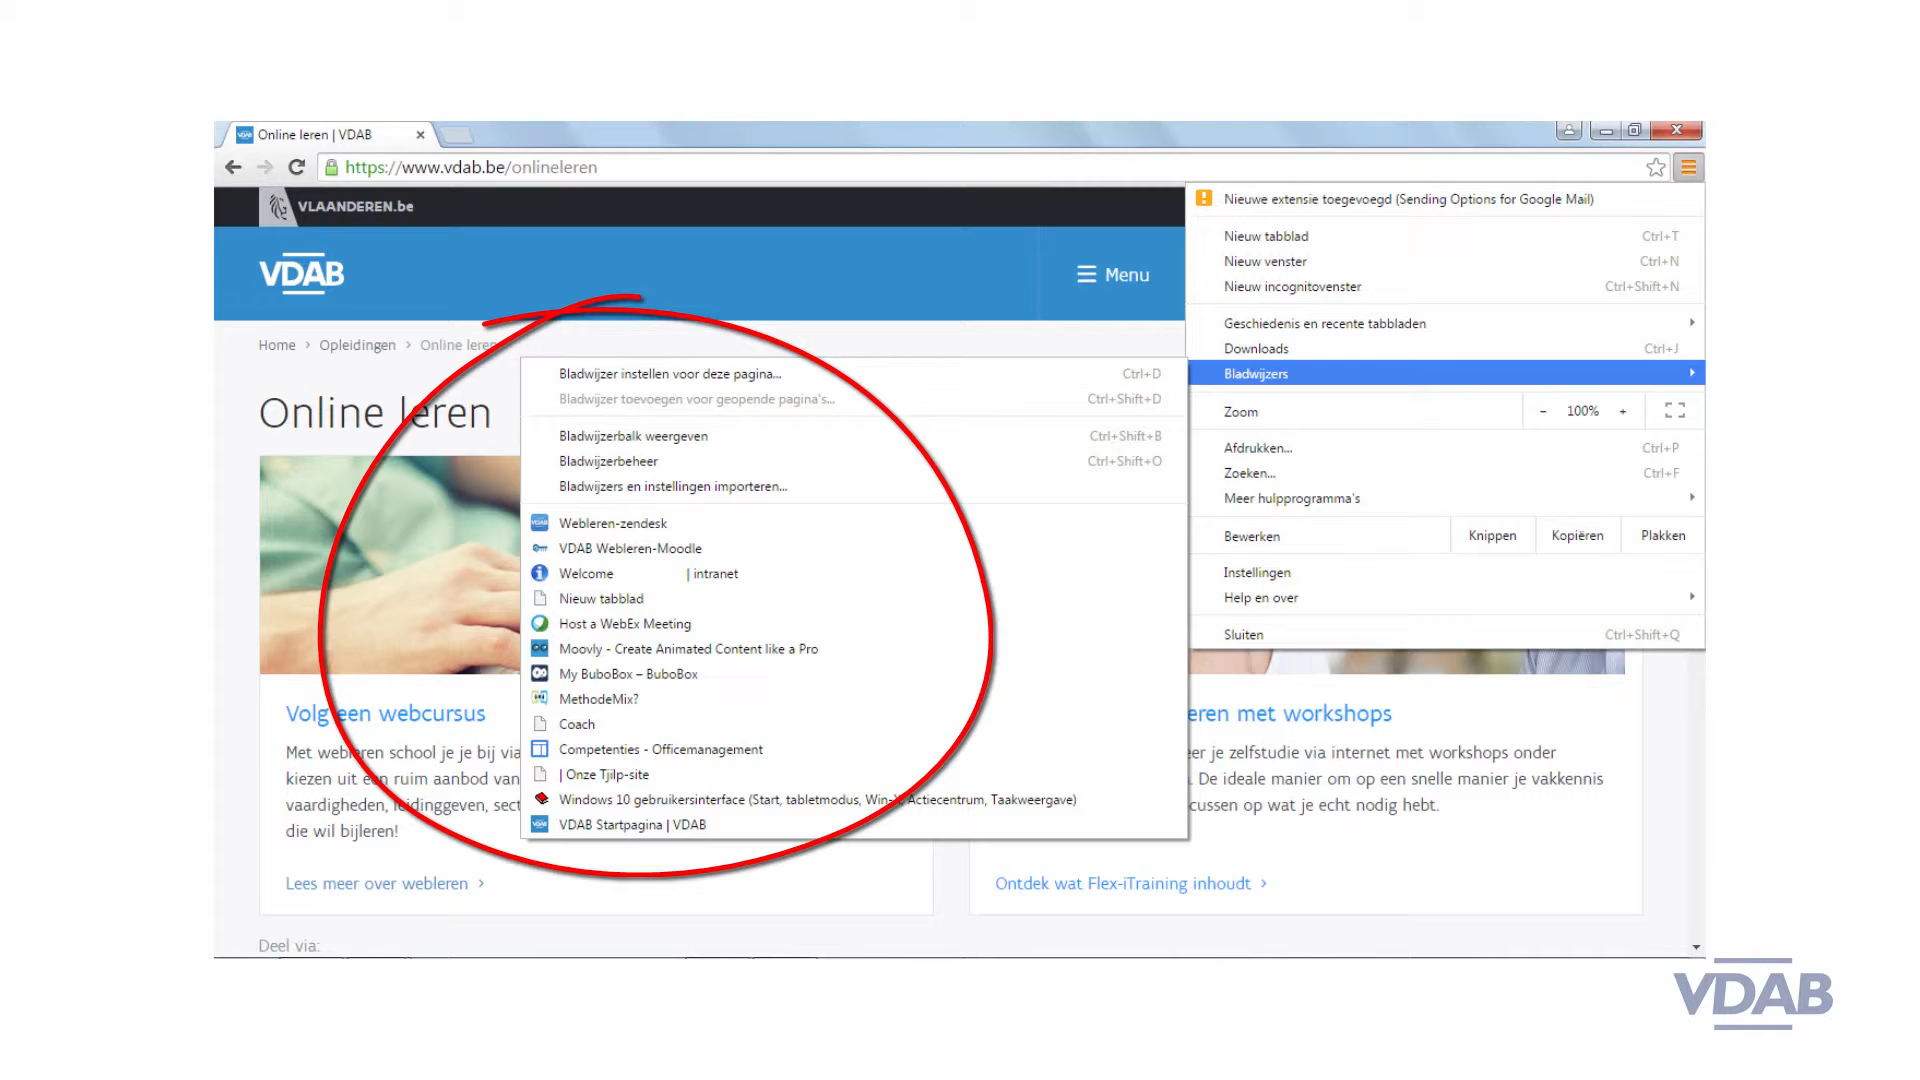 Online leren | VDAB
https://www.vdab.be/onlineleren
VLAANDEREN.be
VDAB
Menu
Home › Opleidingen › Online leren
Online leren
Nieuwe extensie toegevoegd (Sending Options for Google Mail)
Nieuw tabblad Ctrl+T
Nieuw venster Ctrl+N
Nieuw incognitovenster Ctrl+Shift+N
Geschiedenis en recente tabbladen
Downloads Ctrl+J
Bladwijzers
Zoom - 100% +
Afdrukken... Ctrl+P
Zoeken... Ctrl+F
Meer hulpprogramma's
Bewerken Knippen Kopiëren Plakken
Instellingen
Help en over
Sluiten Ctrl+Shift+Q
Bladwijzer instellen voor deze pagina... Ctrl+D
Bladwijzer toevoegen voor geopende pagina's... Ctrl+Shift+D
Bladwijzerbalk weergeven Ctrl+Shift+B
Bladwijzerbeheer Ctrl+Shift+O
Bladwijzers en instellingen importeren...
Webleren-zendesk
VDAB Webleren-Moodle
Welcome | intranet
Nieuw tabblad
Host a WebEx Meeting
Moovly - Create Animated Content like a Pro
My BuboBox – BuboBox
MethodeMix?
Coach
Competenties - Officemanagement
| Onze Tjilp-site
Windows 10 gebruikersinterface (Start, tabletmodus, Win-X, Actiecentrum, Taakweergave)
VDAB Startpagina | VDAB
Volg een webcursus
Met webleren school je je bij via
kiezen uit een ruim aanbod van
vaardigheden, leidinggeven, sect
die wil bijleren!
Lees meer over webleren ›
eren met workshops
er je zelfstudie via internet met workshops onder
. De ideale manier om op een snelle manier je vakkennis
cussen op wat je echt nodig hebt.
Ontdek wat Flex-iTraining inhoudt ›
Deel via:
VDAB